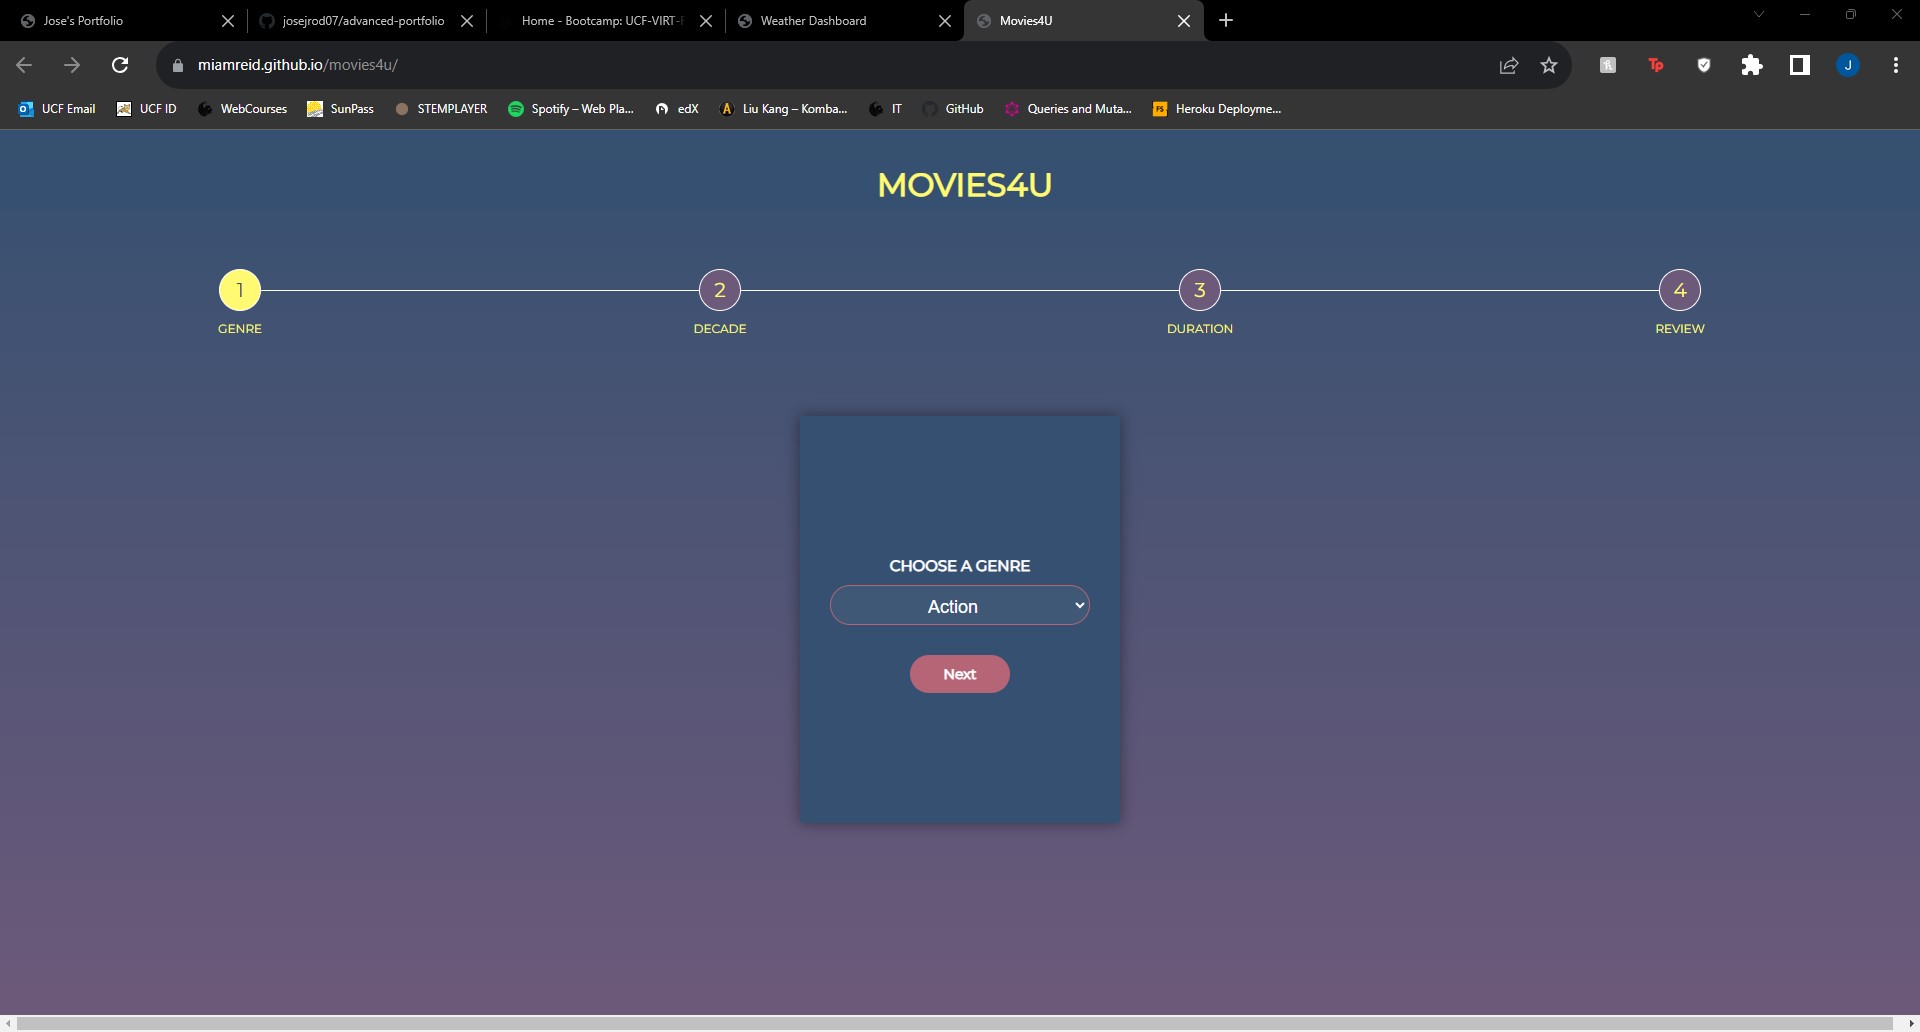 Jose's Portfolio
josejrod07/advanced-portfolio
Home - Bootcamp: UCF-VIRT-
Weather Dashboard
Movies4U
miamreid.github.io/movies4u/
Tp
J
UCF Email
UCF ID
WebCourses
SunPass
STEMPLAYER
Spotify – Web Pla...
edX
Liu Kang – Komba...
IT
GitHub
Queries and Muta...
FS
Heroku Deployme...
MOVIES4U
1
2
3
4
GENRE
DECADE
DURATION
REVIEW
CHOOSE A GENRE
Action
Next